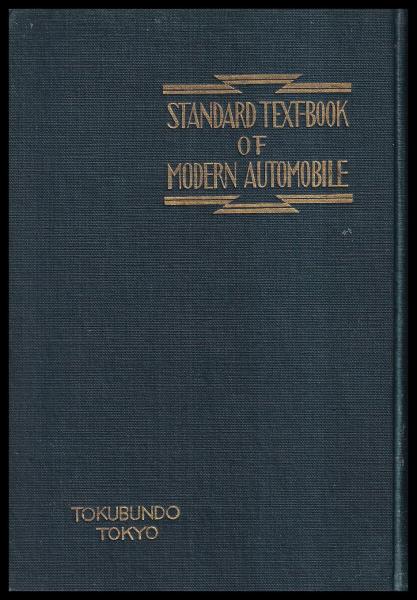 STANDARD TEXT-BOOK
OF
MODERN AUTOMOBILE
TOKUBUNDO
TOKYO